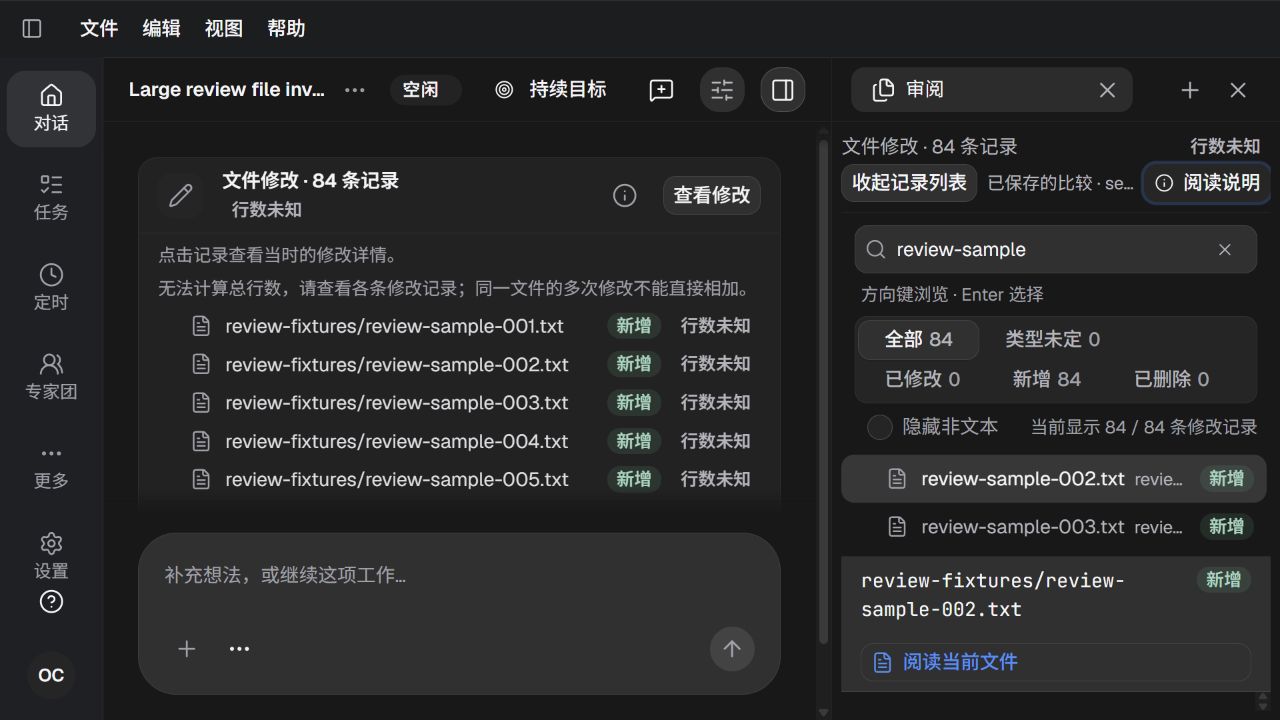 文件 编辑 视图 帮助
对话
任务
定时
专家团
更多
设置
OC
Large review file inv... 空闲 持续目标
文件修改 · 84 条记录
行数未知
查看修改
点击记录查看当时的修改详情。
无法计算总行数，请查看各条修改记录；同一文件的多次修改不能直接相加。
review-fixtures/review-sample-001.txt 新增 行数未知
review-fixtures/review-sample-002.txt 新增 行数未知
review-fixtures/review-sample-003.txt 新增 行数未知
review-fixtures/review-sample-004.txt 新增 行数未知
review-fixtures/review-sample-005.txt 新增 行数未知
补充想法，或继续这项工作...
审阅
文件修改 · 84 条记录 行数未知
收起记录列表 已保存的比较 · se... 阅读说明
review-sample
方向键浏览 · Enter 选择
全部 84 类型未定 0
已修改 0 新增 84 已删除 0
隐藏非文本 当前显示 84 / 84 条修改记录
review-sample-002.txt revie... 新增
review-sample-003.txt revie... 新增
review-fixtures/review- 新增
sample-002.txt
阅读当前文件